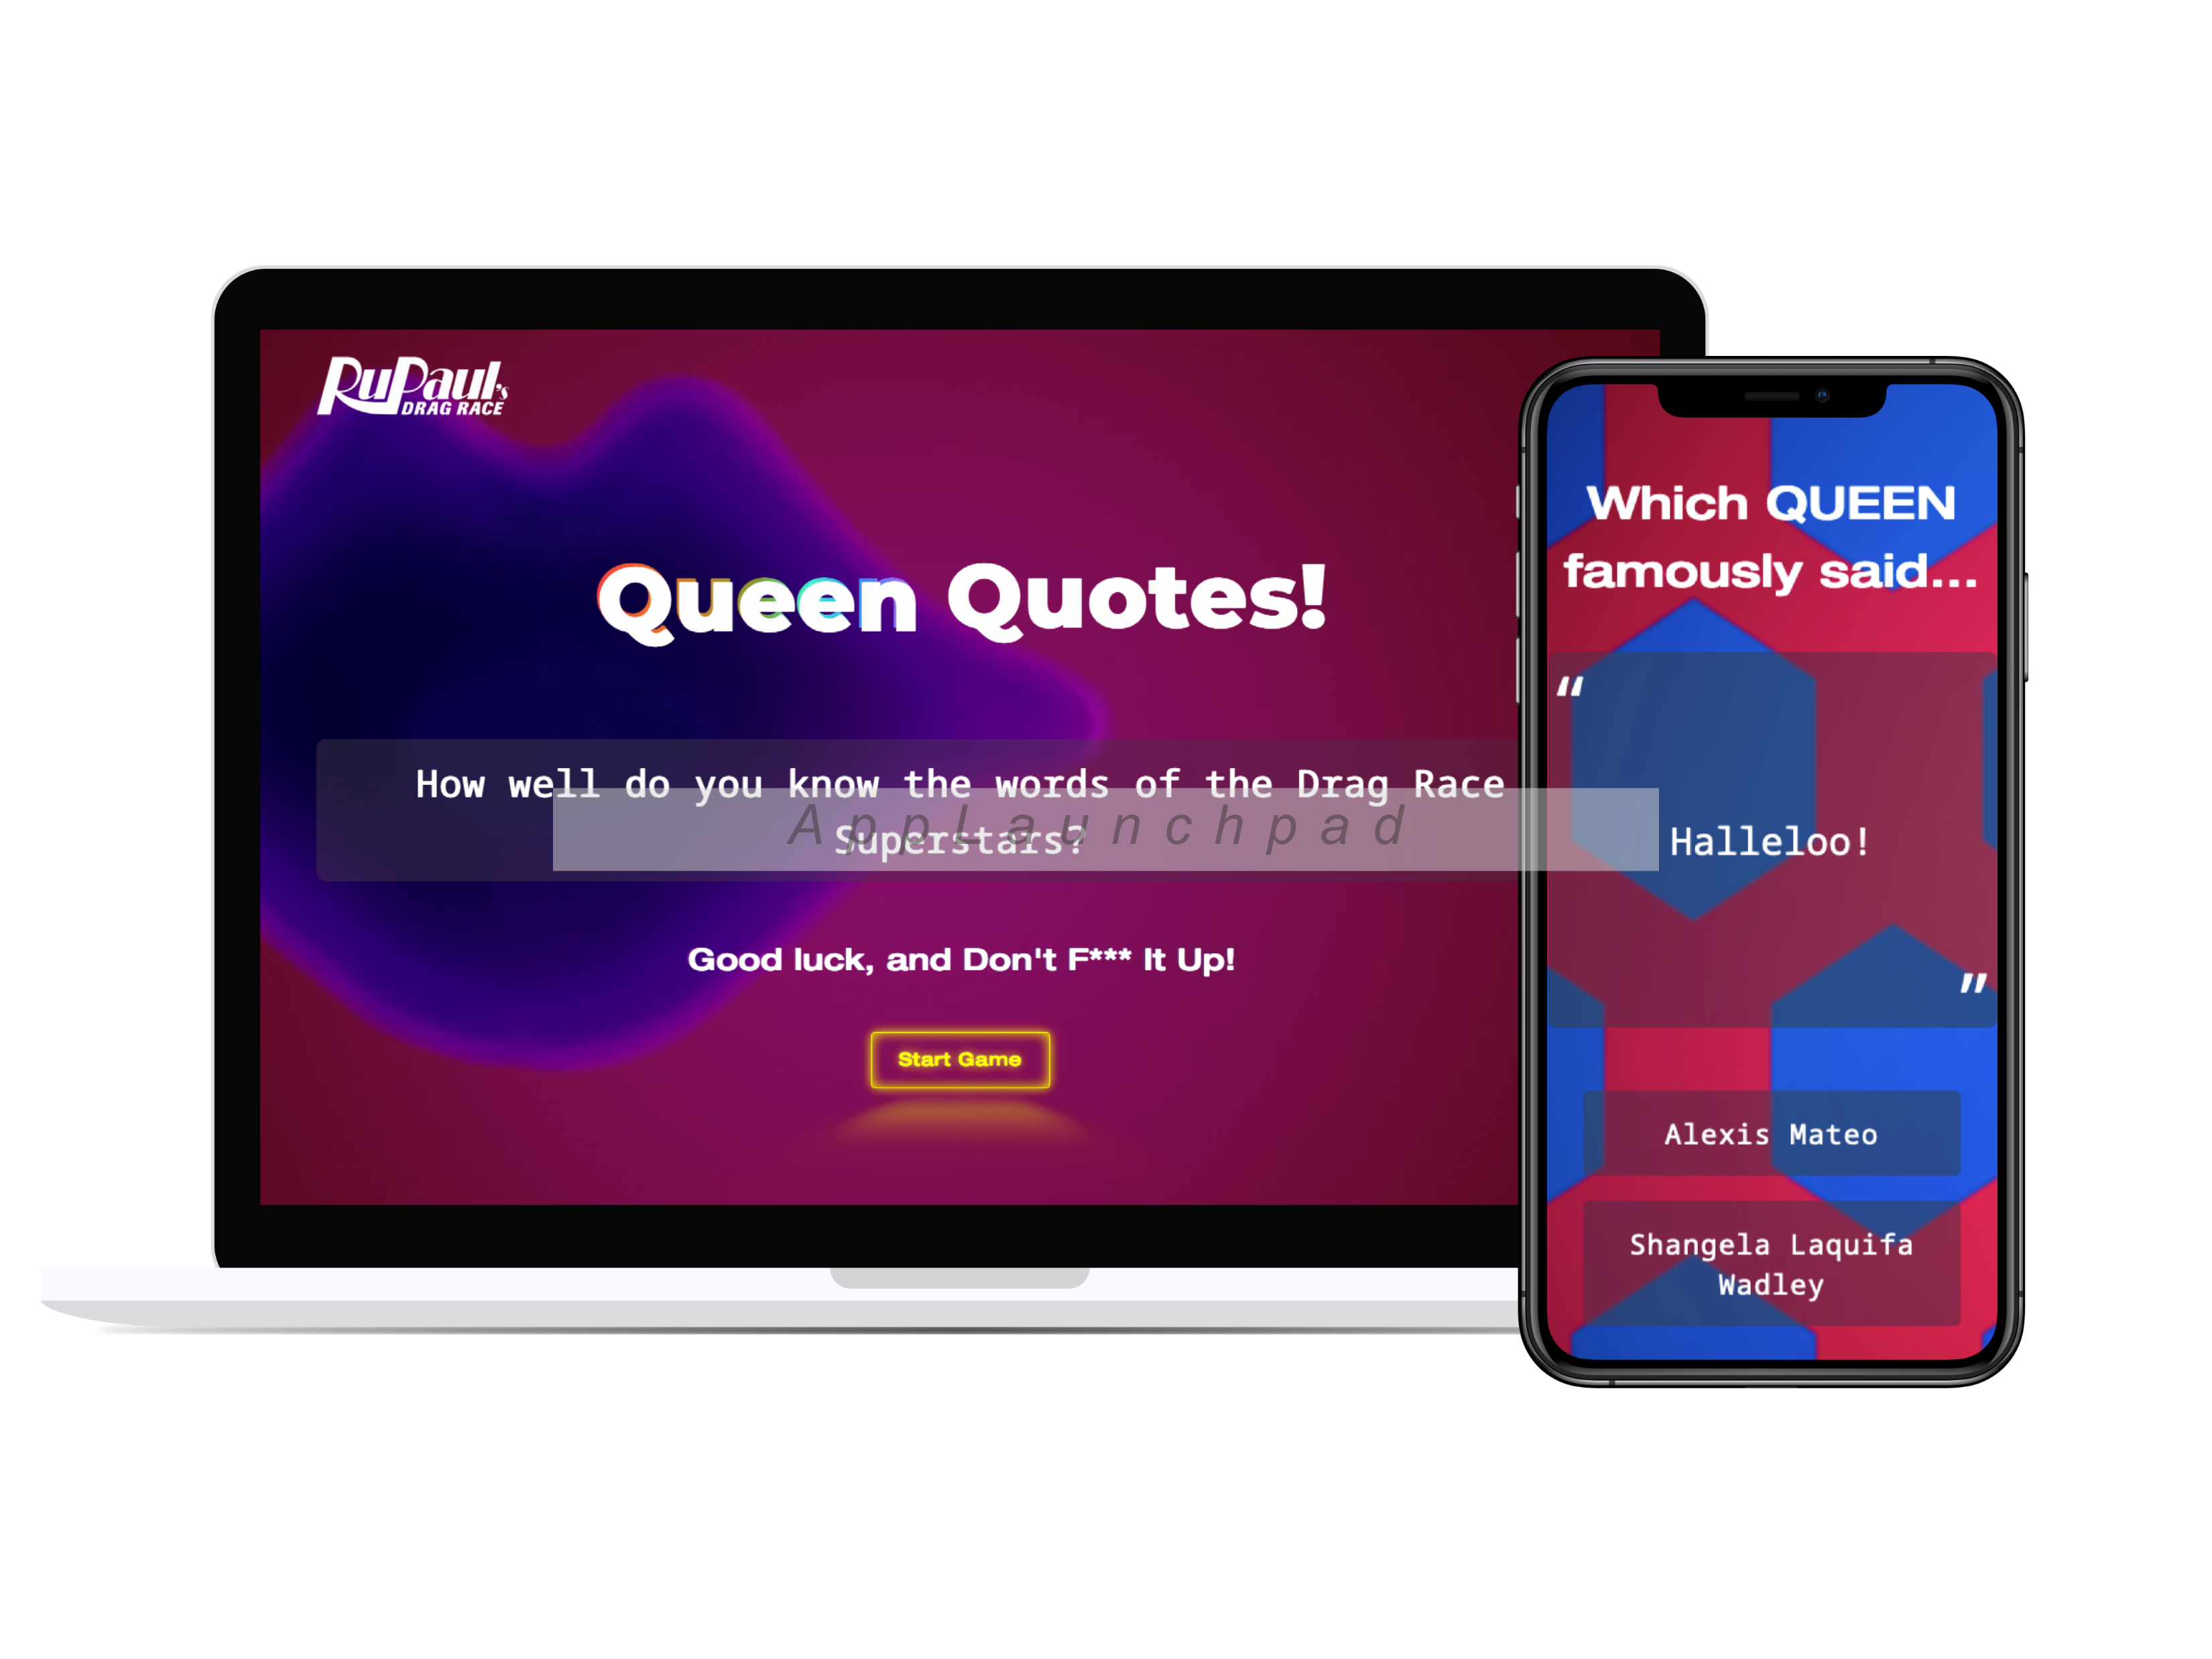 RuPaul's
DRAG RACE
Queen Quotes!
How well do you know the words of the Drag Race
Superstars?
AppLaunchpad
Good luck, and Don't F*** It Up!
Start Game
Which QUEEN
famously said...
“
Halleloo!
”
Alexis Mateo
Shangela Laquifa
Wadley